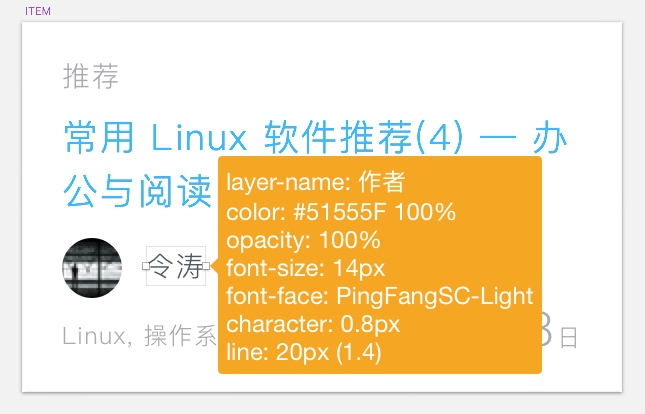 ITEM
推荐
常用 Linux 软件推荐(4) — 办
公与阅读
layer-name: 作者
color: #51555F 100%
opacity: 100%
font-size: 14px
font-face: PingFangSC-Light
character: 0.8px
line: 20px (1.4)
令涛
Linux, 操作系
日